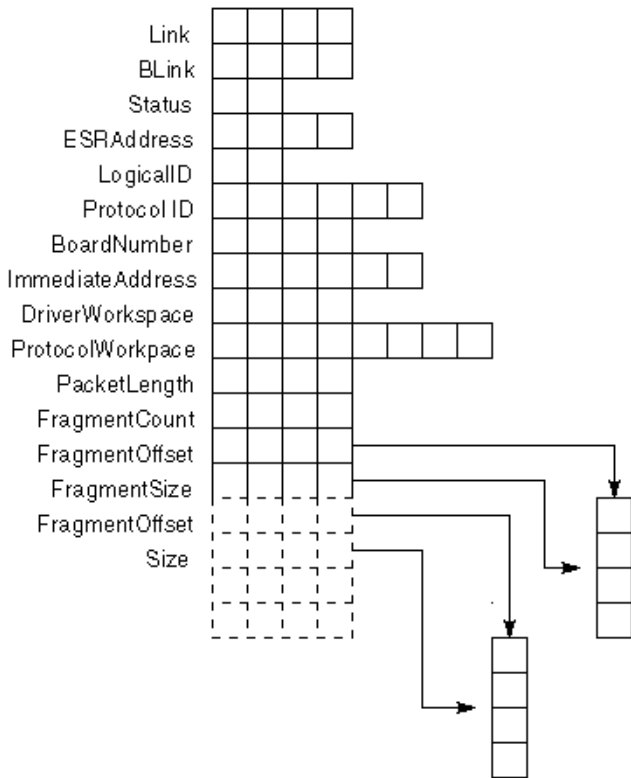 Link
BLink
Status
ESRAddress
LogicalID
Protocol ID
BoardNumber
ImmediateAddress
DriverWorkspace
ProtocolWorkpace
PacketLength
FragmentCount
FragmentOffset
FragmentSize
FragmentOffset
Size